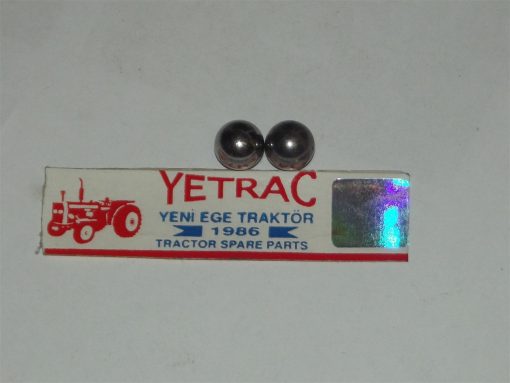 YETRAC
YENİ EGE TRAKTÖR
1986
TRACTOR SPARE PARTS